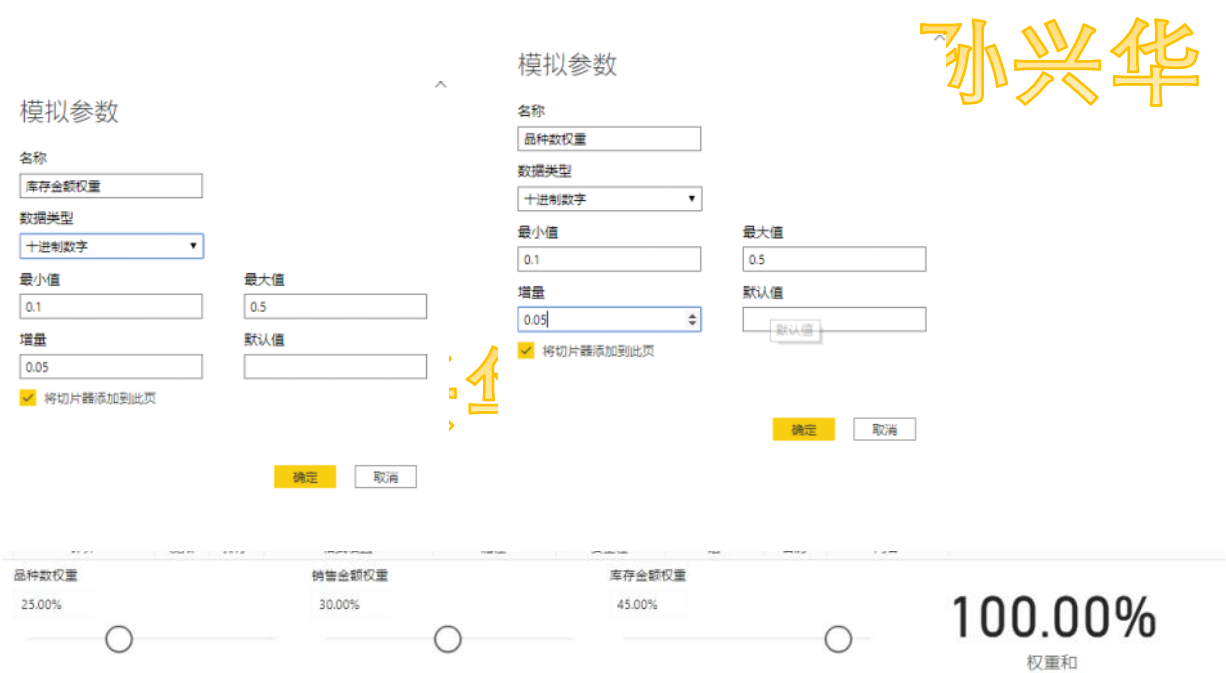 孙兴华
模拟参数
名称
库存金额权重
数据类型
十进制数字
最小值
最大值
0.1
0.5
增量
默认值
0.05
将切片器添加到此页
确定
取消
模拟参数
名称
品种数权重
数据类型
十进制数字
最小值
最大值
0.1
0.5
增量
默认值
0.05
默认值
将切片器添加到此页
确定
取消
品种数权重
25.00%
销售金额权重
30.00%
库存金额权重
45.00%
100.00%
权重和